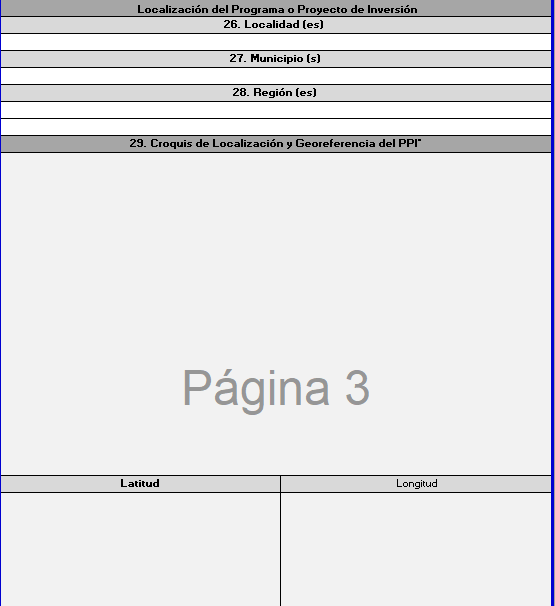 Localización del Programa o Proyecto de Inversión
26. Localidad (es)
27. Municipio (s)
28. Región (es)
29. Croquis de Localización y Georeferencia del PPI*
Página 3
Latitud Longitud